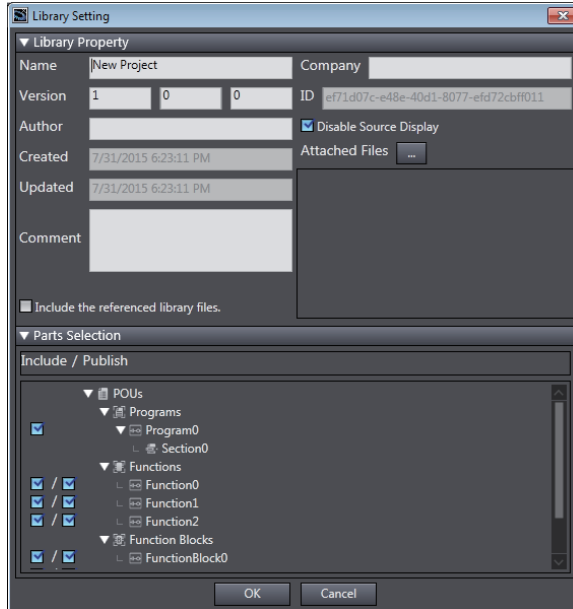 Library Setting
Library Property
Name New Project Company
Version 1 0 0 ID ef71d07c-e48e-40d1-8077-efd72cbff011
Author Disable Source Display
Created 7/31/2015 6:23:11 PM Attached Files ...
Updated 7/31/2015 6:23:11 PM
Comment
Include the referenced library files.
Parts Selection
Include / Publish
POUs
Programs
Program0
Section0
Functions
/ Function0
/ Function1
/ Function2
Function Blocks
/ FunctionBlock0
OK Cancel